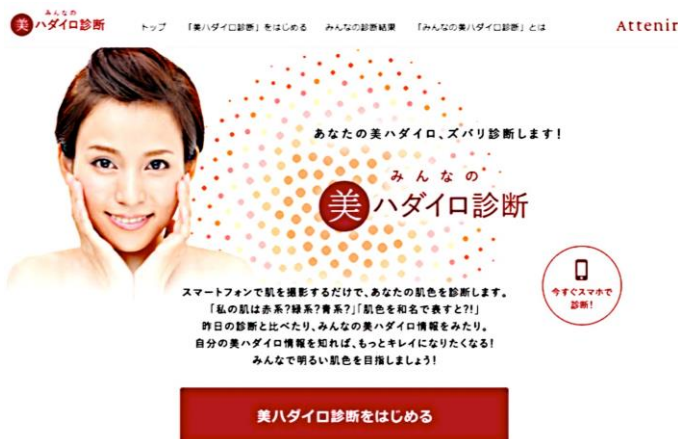 みんなの
美ハダイロ診断
トップ 「美ハダイロ診断」をはじめる みんなの診断結果 「みんなの美ハダイロ診断」とは
Attenir
あなたの美ハダイロ、ズバリ診断します!
みんなの
美ハダイロ診断
スマートフォンで肌を撮影するだけで、あなたの肌色を診断します。
「私の肌は赤系?緑系?青系?」「肌色を和名で表すと?!」
昨日の診断と比べたり、みんなの美ハダイロ情報をみたり。
自分の美ハダイロ情報を知れば、もっとキレイになりたくなる!
みんなで明るい肌色を目指しましょう!
今すぐスマホで
診断!
美ハダイロ診断をはじめる